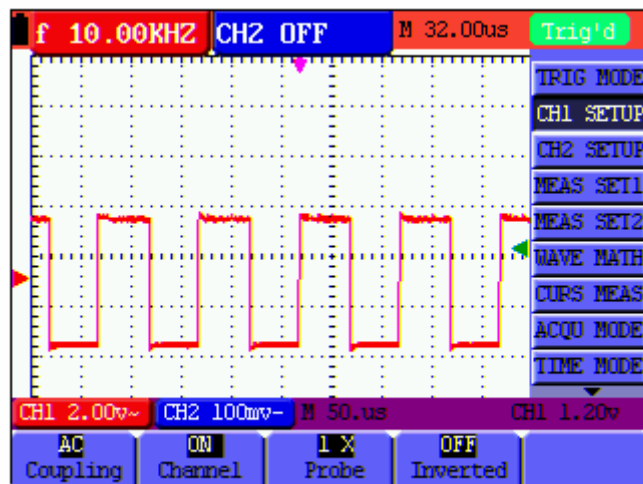 f 10.00KHZ CH2 OFF M 32.00us Trig'd
TRIG MODE
CH1 SETUP
CH2 SETUP
MEAS SET1
MEAS SET2
WAVE MATH
CURS MEAS
ACQU MODE
TIME MODE
CH1 2.00v~ CH2 100mv- M 50.us CH1 1.20v
AC ON 1 X OFF
Coupling Channel Probe Inverted